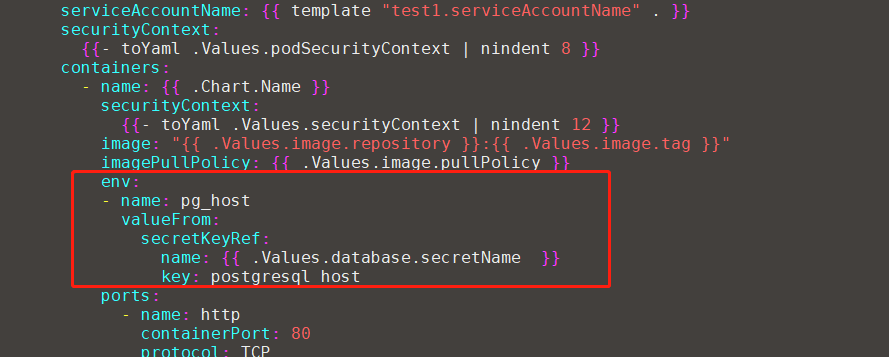 serviceAccountName: {{ template "test1.serviceAccountName" . }}
securityContext:
  {{- toYaml .Values.podSecurityContext | nindent 8 }}
containers:
  - name: {{ .Chart.Name }}
    securityContext:
      {{- toYaml .Values.securityContext | nindent 12 }}
    image: "{{ .Values.image.repository }}:{{ .Values.image.tag }}"
    imagePullPolicy: {{ .Values.image.pullPolicy }}
    env:
    - name: pg_host
      valueFrom:
        secretKeyRef:
          name: {{ .Values.database.secretName  }}
          key: postgresql host
    ports:
      - name: http
        containerPort: 80
        protocol: TCP